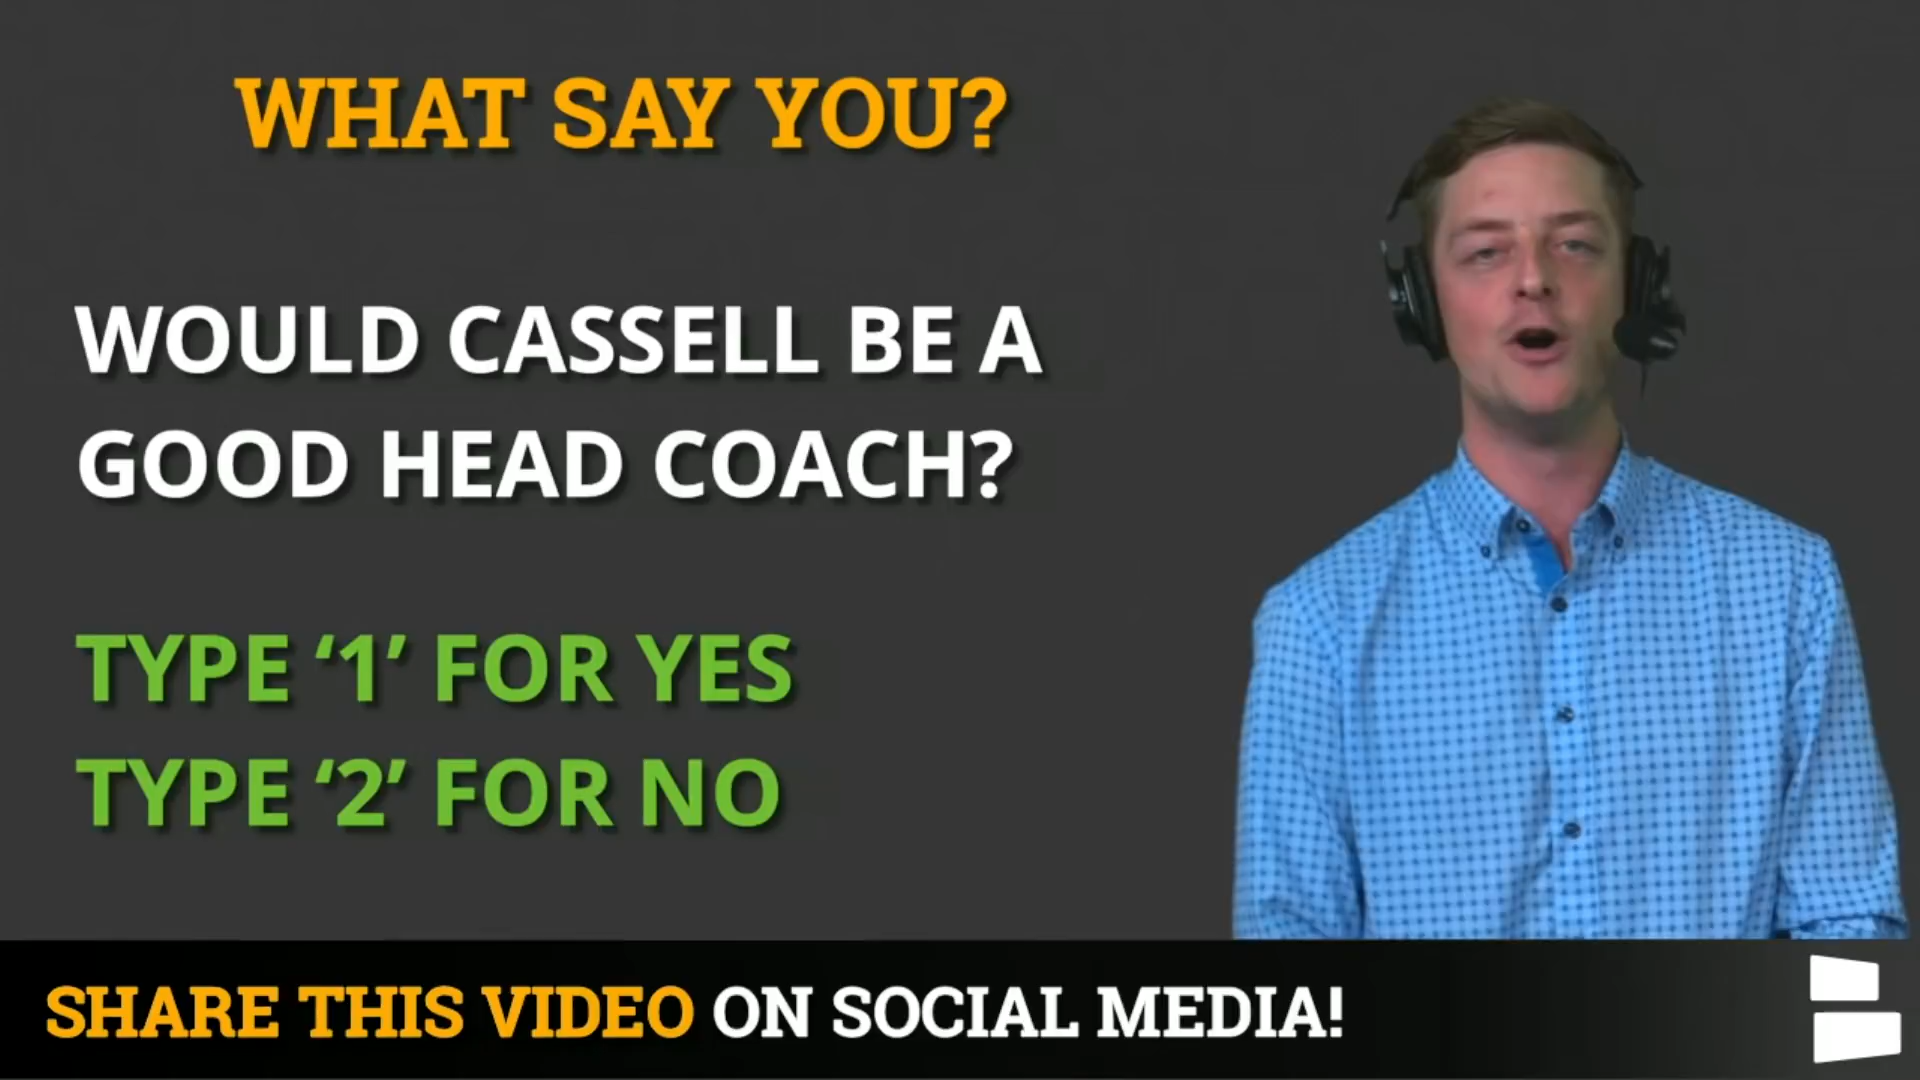 WHAT SAY YOU?
WOULD CASSELL BE A
GOOD HEAD COACH?
TYPE ‘1’ FOR YES
TYPE ‘2’ FOR NO
SHARE THIS VIDEO ON SOCIAL MEDIA!